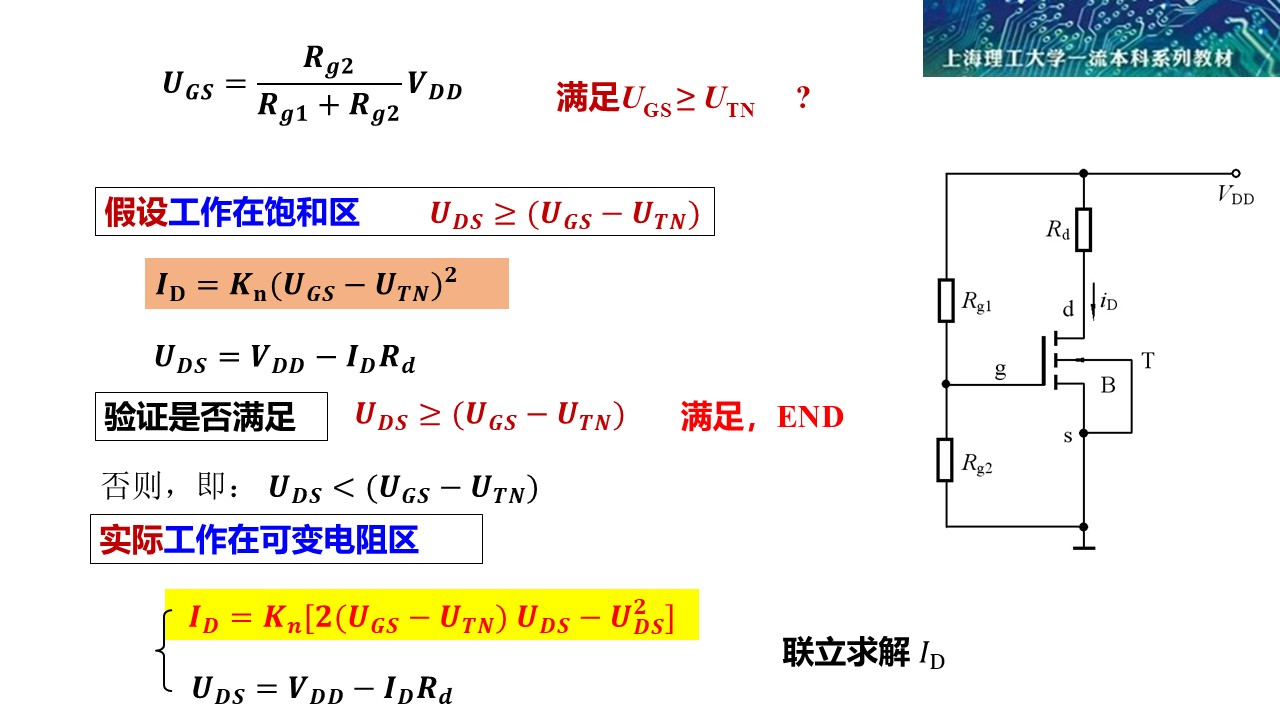 上海理工大学一流本科系列教材
U_GS = R_g2 / (R_g1 + R_g2) V_DD
满足U_GS ≥ U_TN ?
假设工作在饱和区 U_DS ≥ (U_GS − U_TN)
I_D = K_n(U_GS − U_TN)^2
U_DS = V_DD − I_D R_d
验证是否满足 U_DS ≥ (U_GS − U_TN) 满足，END
否则，即： U_DS < (U_GS − U_TN)
实际工作在可变电阻区
I_D = K_n[2(U_GS − U_TN) U_DS − U_DS^2]
U_DS = V_DD − I_D R_d
联立求解 I_D
V_DD
R_d
R_g1
d
i_D
g
T
B
s
R_g2